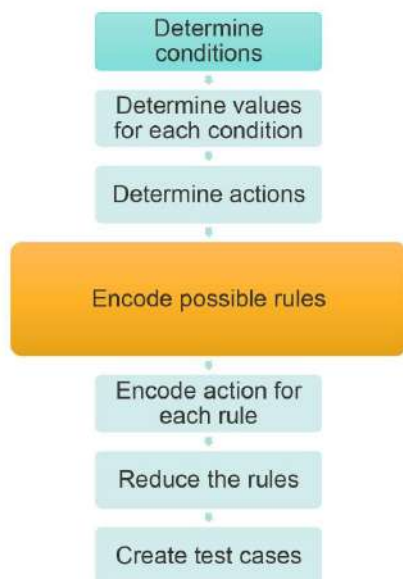 Determine
conditions
Determine values
for each condition
Determine actions
Encode possible rules
Encode action for
each rule
Reduce the rules
Create test cases